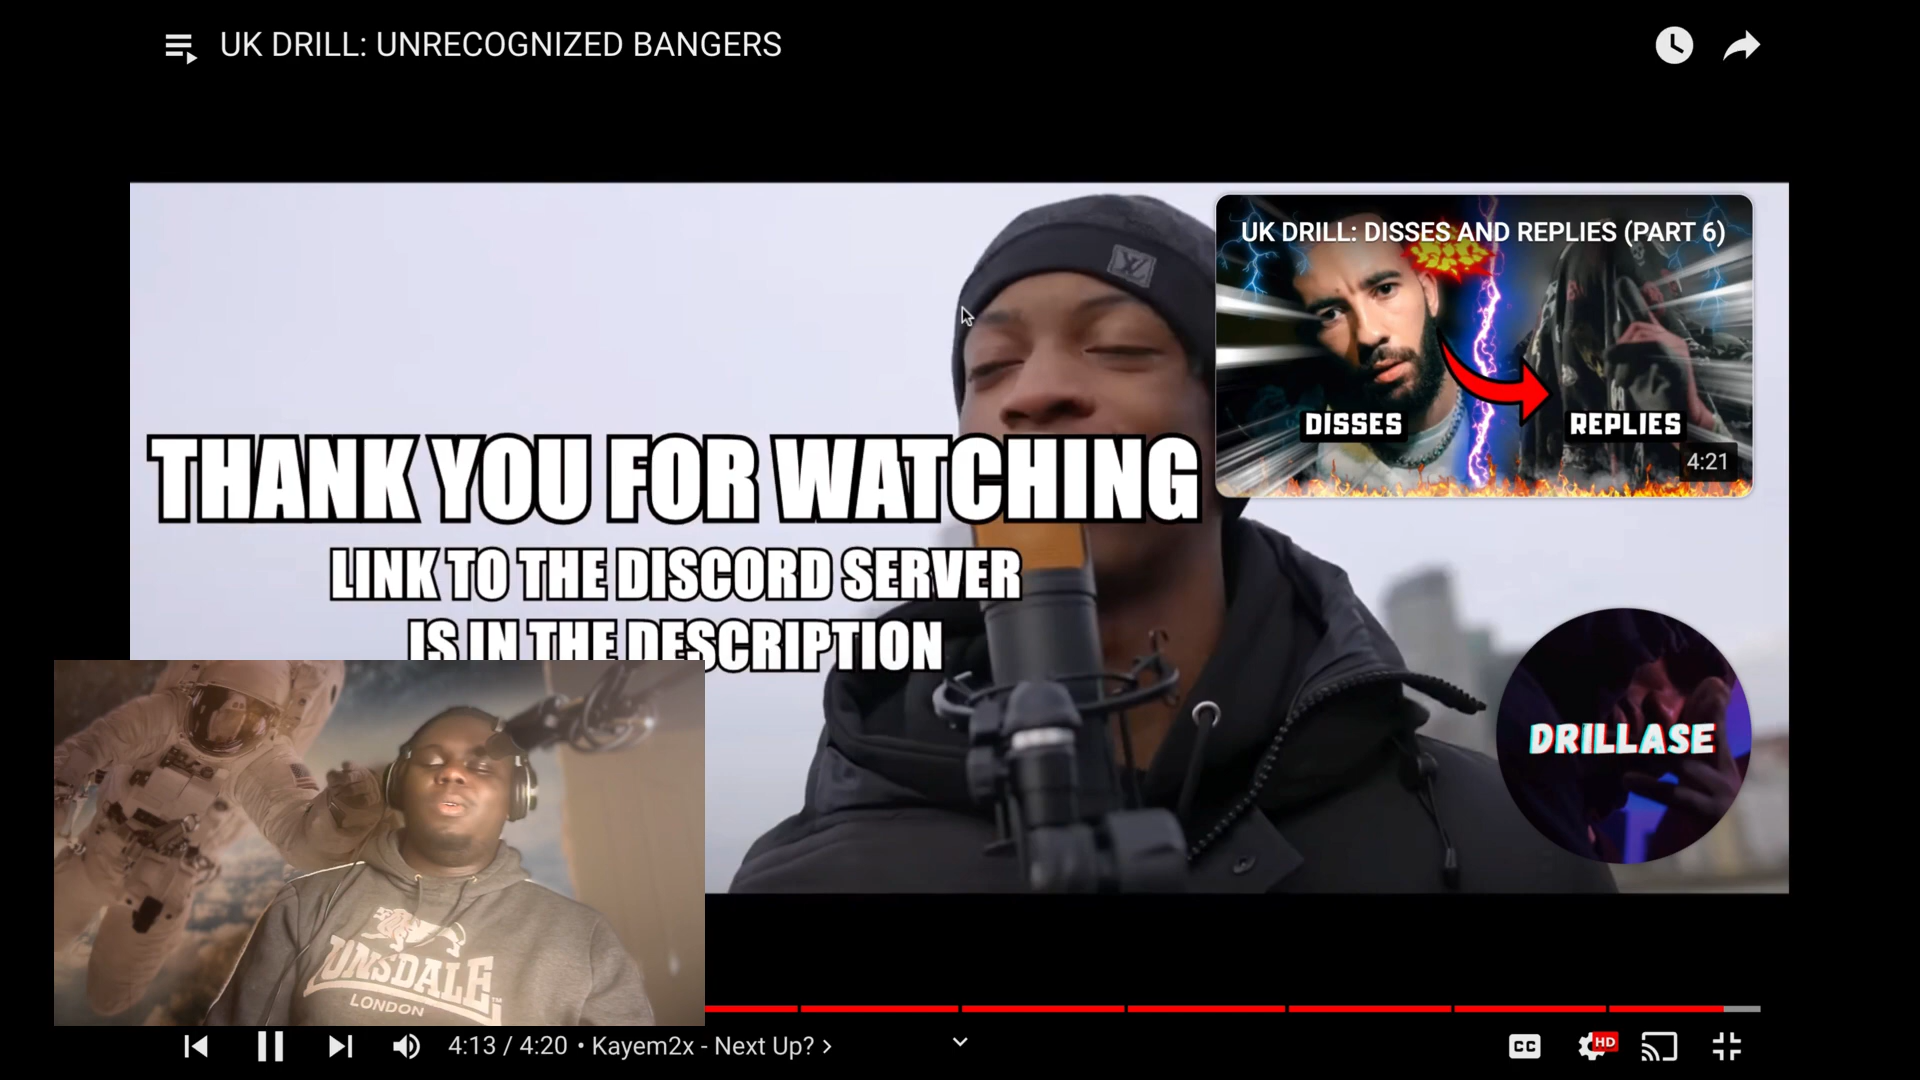 UK DRILL: UNRECOGNIZED BANGERS
UK DRILL: DISSES AND REPLIES (PART 6)
DISSES
REPLIES
4:21
THANK YOU FOR WATCHING
LINK TO THE DISCORD SERVER
IS IN THE DESCRIPTION
DRILLASE
LONSDALE
LONDON
4:13 / 4:20 • Kayem2x - Next Up? ›
CC
HD